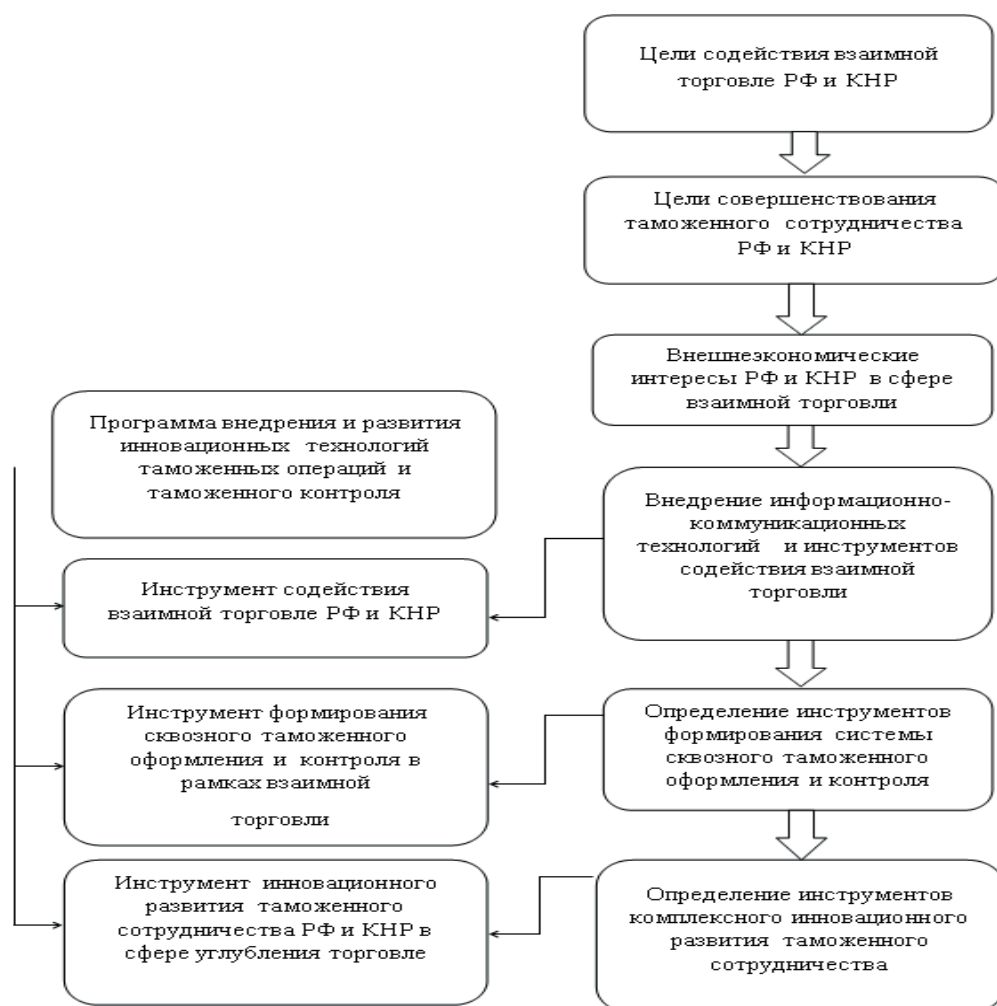 Цели содействия взаимной
торговле РФ и КНР
Цели совершенствования
таможенного сотрудничества
РФ и КНР
Внешнеэкономические
интересы РФ и КНР в сфере
взаимной торговли
Программа внедрения и развития
инновационных технологий
таможенных операций и
таможенного контроля
Внедрение информационно-
коммуникационных
технологий и инструментов
содействия взаимной
торговли
Инструмент содействия
взаимной торговле РФ и КНР
Инструмент формирования
сквозного таможенного
оформления и контроля в
рамках взаимной
торговли
Определение инструментов
формирования системы
сквозного таможенного
оформления и контроля
Инструмент инновационного
развития таможенного
сотрудничества РФ и КНР в
сфере углубления торговле
Определение инструментов
комплексного инновационного
развития таможенного
сотрудничества